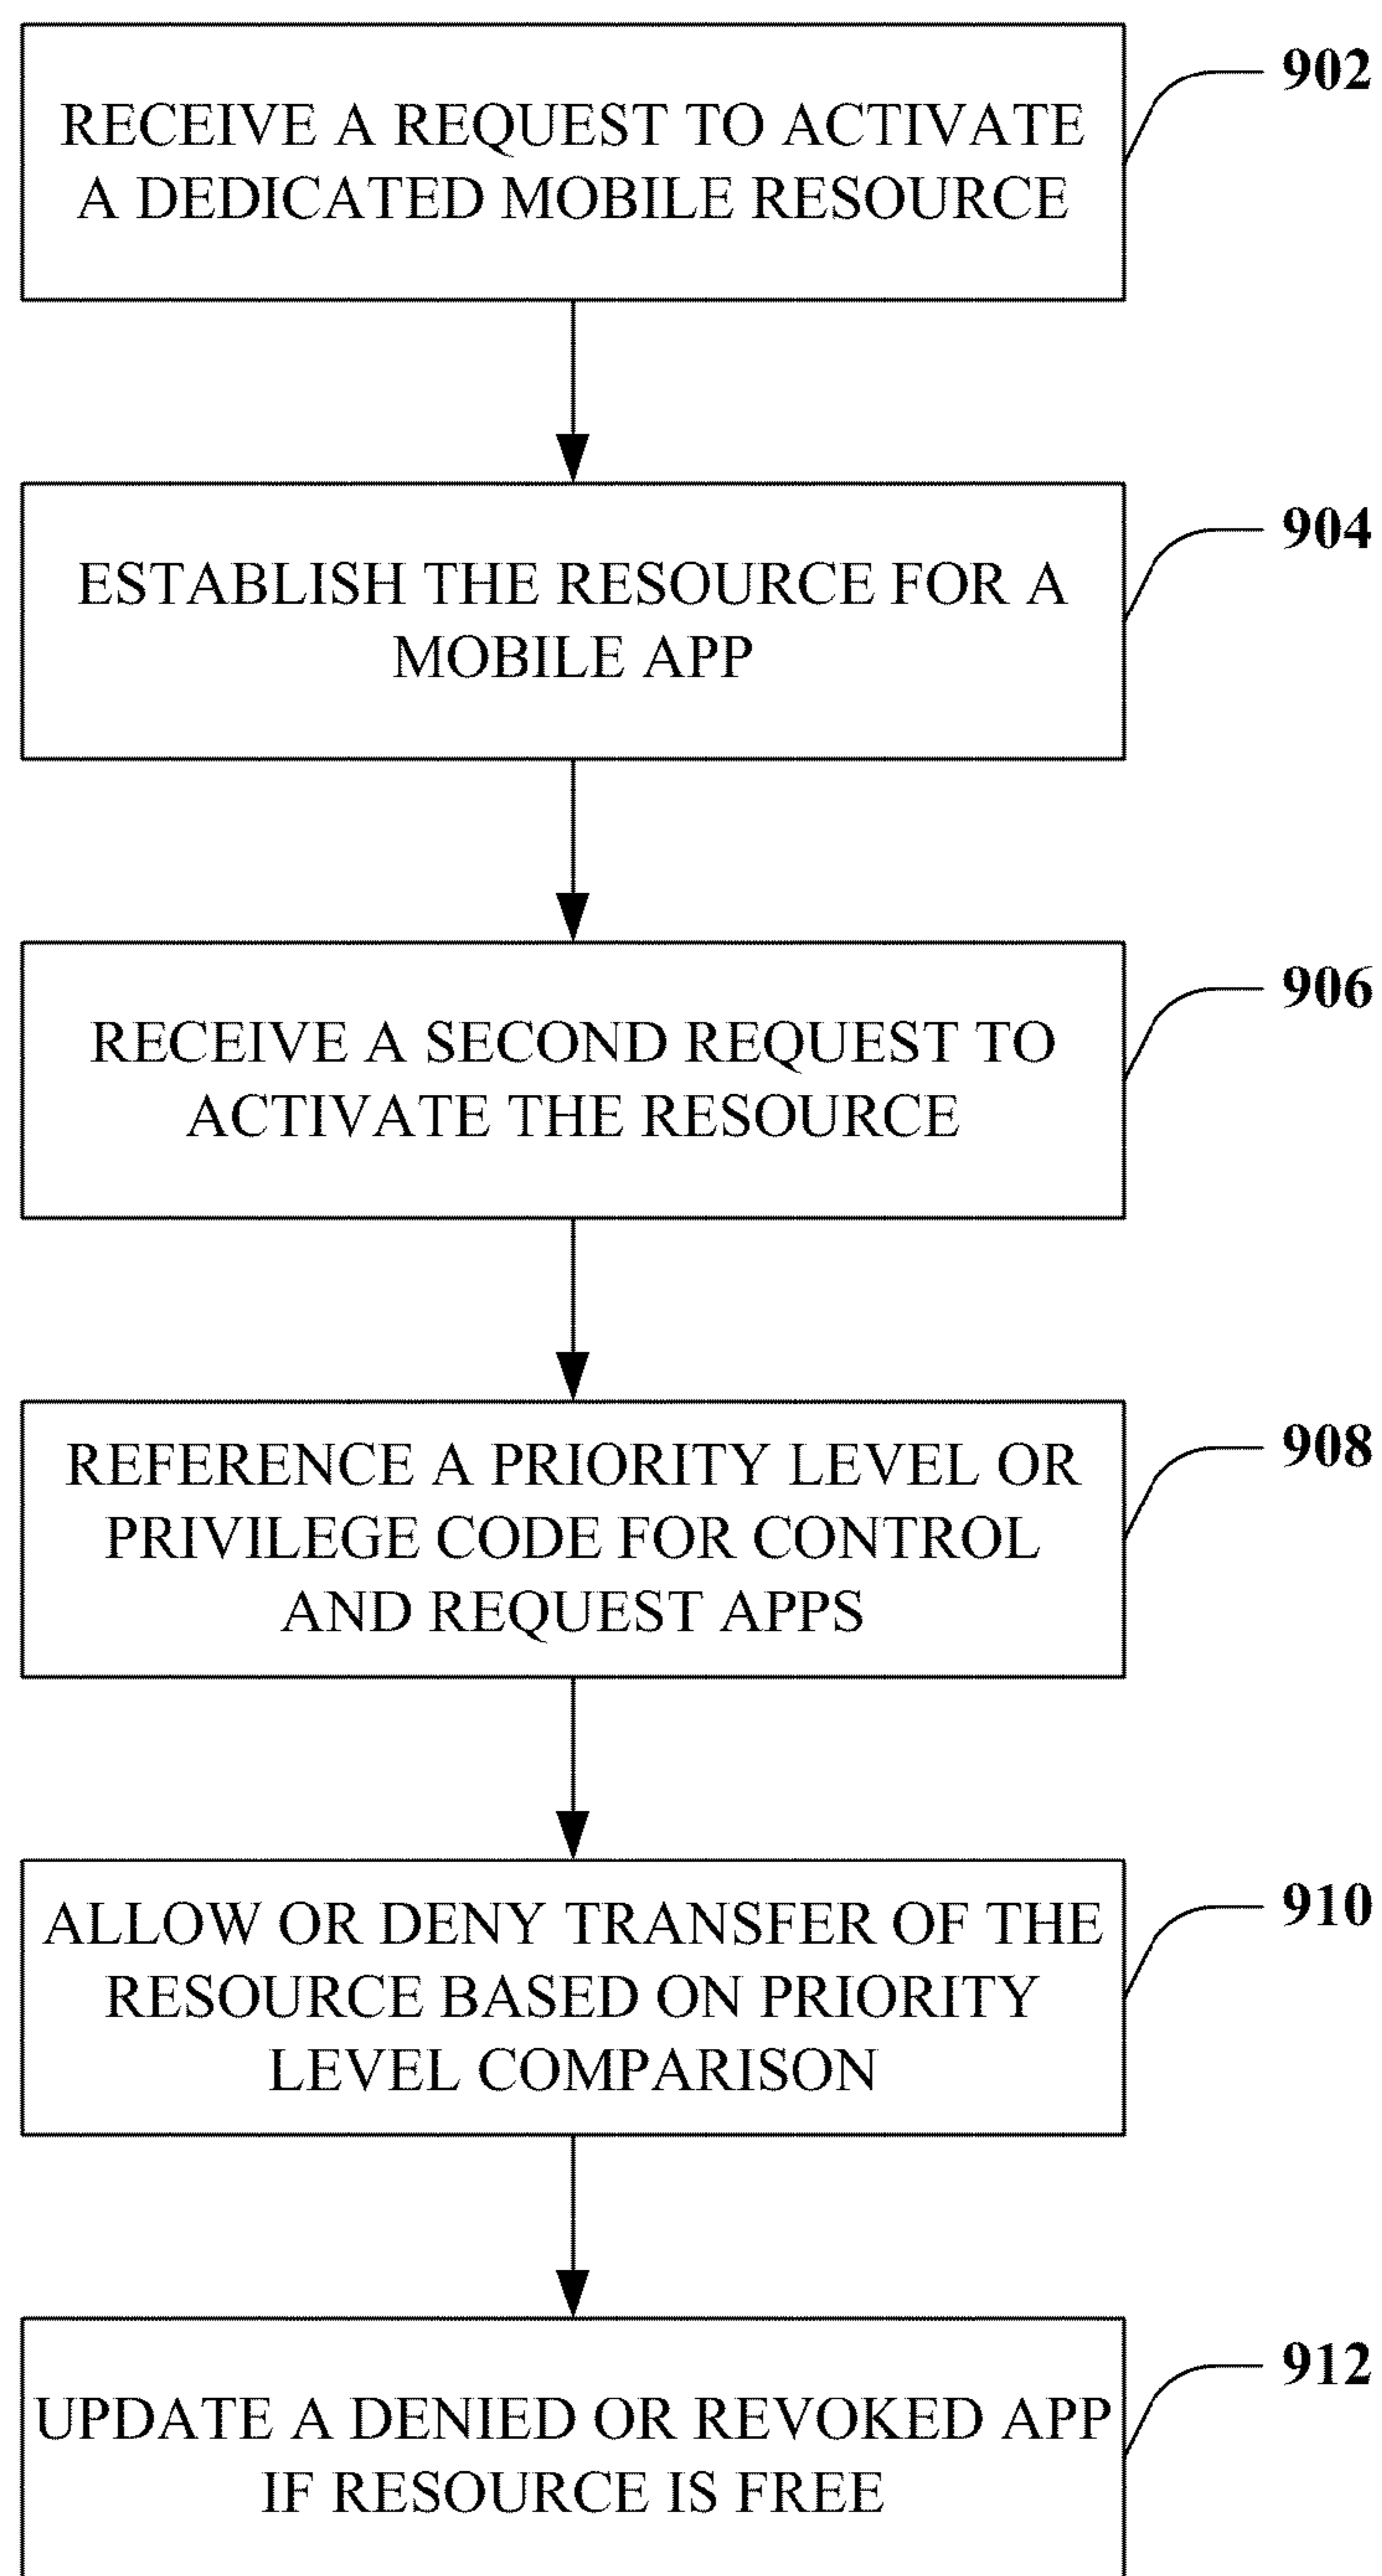 RECEIVE A REQUEST TO ACTIVATE
A DEDICATED MOBILE RESOURCE
902
ESTABLISH THE RESOURCE FOR A
MOBILE APP
904
RECEIVE A SECOND REQUEST TO
ACTIVATE THE RESOURCE
906
REFERENCE A PRIORITY LEVEL OR
PRIVILEGE CODE FOR CONTROL
AND REQUEST APPS
908
ALLOW OR DENY TRANSFER OF THE
RESOURCE BASED ON PRIORITY
LEVEL COMPARISON
910
UPDATE A DENIED OR REVOKED APP
IF RESOURCE IS FREE
912